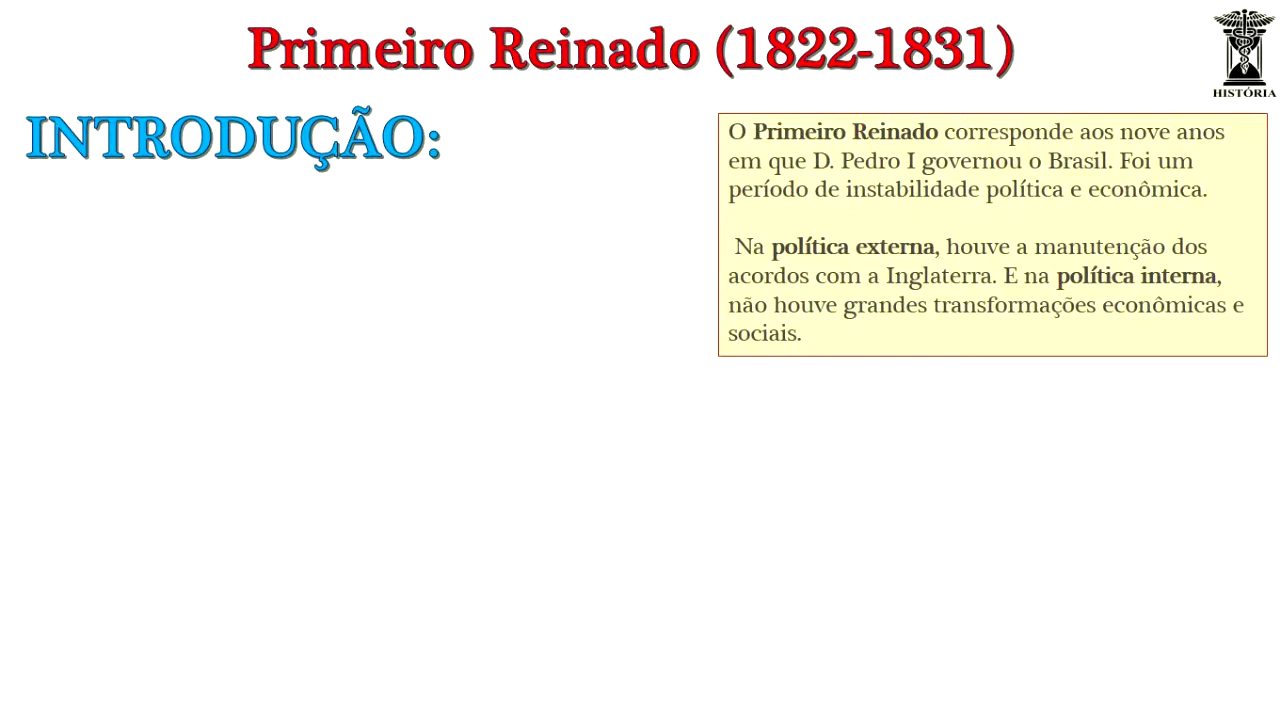 Primeiro Reinado (1822-1831)
HISTÓRIA
INTRODUÇÃO:
O Primeiro Reinado corresponde aos nove anos
em que D. Pedro I governou o Brasil. Foi um
período de instabilidade política e econômica.
Na política externa, houve a manutenção dos
acordos com a Inglaterra. E na política interna,
não houve grandes transformações econômicas e
sociais.